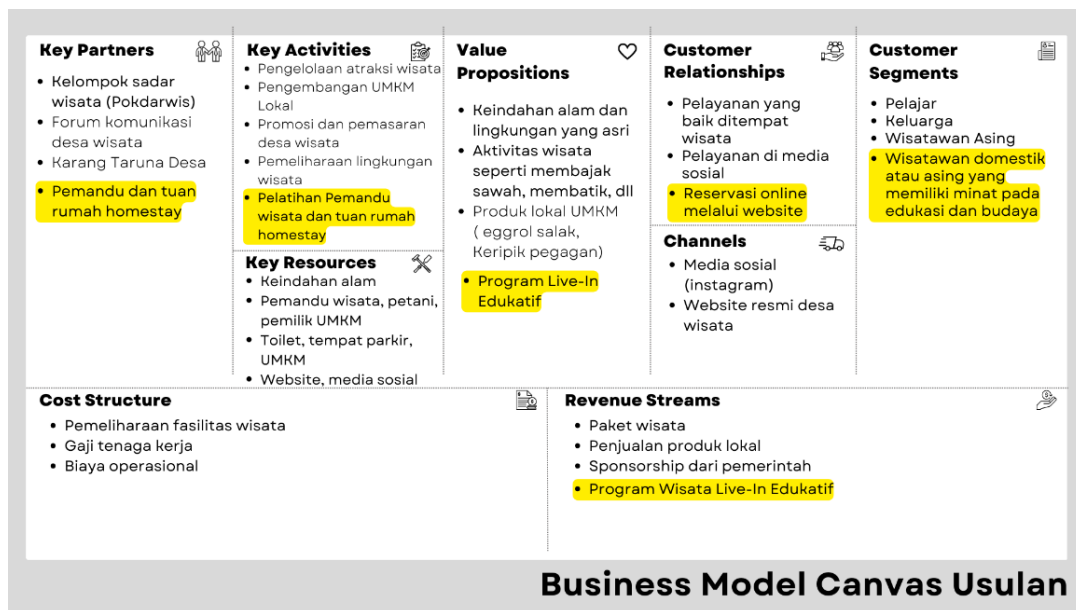 Key Partners
• Kelompok sadar
wisata (Pokdarwis)
• Forum komunikasi
desa wisata
• Karang Taruna Desa
• Pemandu dan tuan
rumah homestay
Key Activities
• Pengelolaan atraksi wisata
• Pengembangan UMKM
Lokal
• Promosi dan pemasaran
desa wisata
• Pemeliharaan lingkungan
wisata
• Pelatihan Pemandu
wisata dan tuan rumah
homestay
Key Resources
• Keindahan alam
• Pemandu wisata, petani,
pemilik UMKM
• Toilet, tempat parkir,
UMKM
• Website, media sosial
Value
Propositions
• Keindahan alam dan
lingkungan yang asri
• Aktivitas wisata
seperti membajak
sawah, membatik, dll
• Produk lokal UMKM
( eggrol salak,
Keripik pegagan)
• Program Live-In
Edukatif
Customer
Relationships
• Pelayanan yang
baik ditempat
wisata
• Pelayanan di media
sosial
• Reservasi online
melalui website
Channels
• Media sosial
(instagram)
• Website resmi desa
wisata
Customer
Segments
• Pelajar
• Keluarga
• Wisatawan Asing
• Wisatawan domestik
atau asing yang
memiliki minat pada
edukasi dan budaya
Cost Structure
• Pemeliharaan fasilitas wisata
• Gaji tenaga kerja
• Biaya operasional
Revenue Streams
• Paket wisata
• Penjualan produk lokal
• Sponsorship dari pemerintah
• Program Wisata Live-In Edukatif
Business Model Canvas Usulan